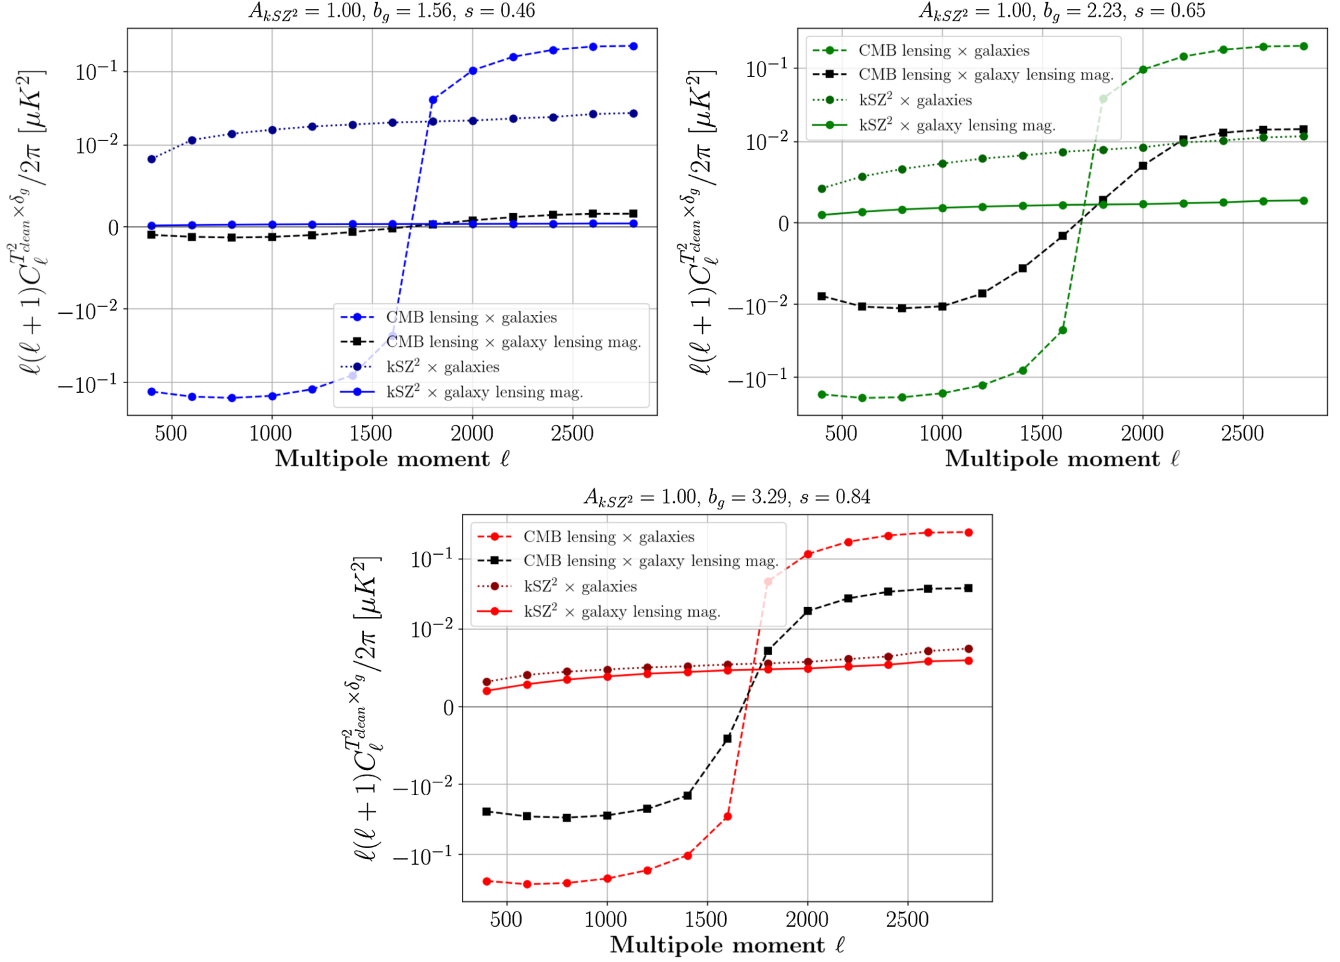 A_{kSZ²} = 1.00, b_g = 1.56, s = 0.46
ℓ(ℓ + 1)C_ℓ^{T²_{clean}×δ_g}/2π [μK²]
10⁻¹
10⁻²
0
−10⁻²
−10⁻¹
CMB lensing × galaxies
CMB lensing × galaxy lensing mag.
kSZ² × galaxies
kSZ² × galaxy lensing mag.
500 1000 1500 2000 2500
Multipole moment ℓ
A_{kSZ²} = 1.00, b_g = 2.23, s = 0.65
ℓ(ℓ + 1)C_ℓ^{T²_{clean}×δ_g}/2π [μK²]
10⁻¹
10⁻²
0
−10⁻²
−10⁻¹
CMB lensing × galaxies
CMB lensing × galaxy lensing mag.
kSZ² × galaxies
kSZ² × galaxy lensing mag.
500 1000 1500 2000 2500
Multipole moment ℓ
A_{kSZ²} = 1.00, b_g = 3.29, s = 0.84
ℓ(ℓ + 1)C_ℓ^{T²_{clean}×δ_g}/2π [μK²]
10⁻¹
10⁻²
0
−10⁻²
−10⁻¹
CMB lensing × galaxies
CMB lensing × galaxy lensing mag.
kSZ² × galaxies
kSZ² × galaxy lensing mag.
500 1000 1500 2000 2500
Multipole moment ℓ